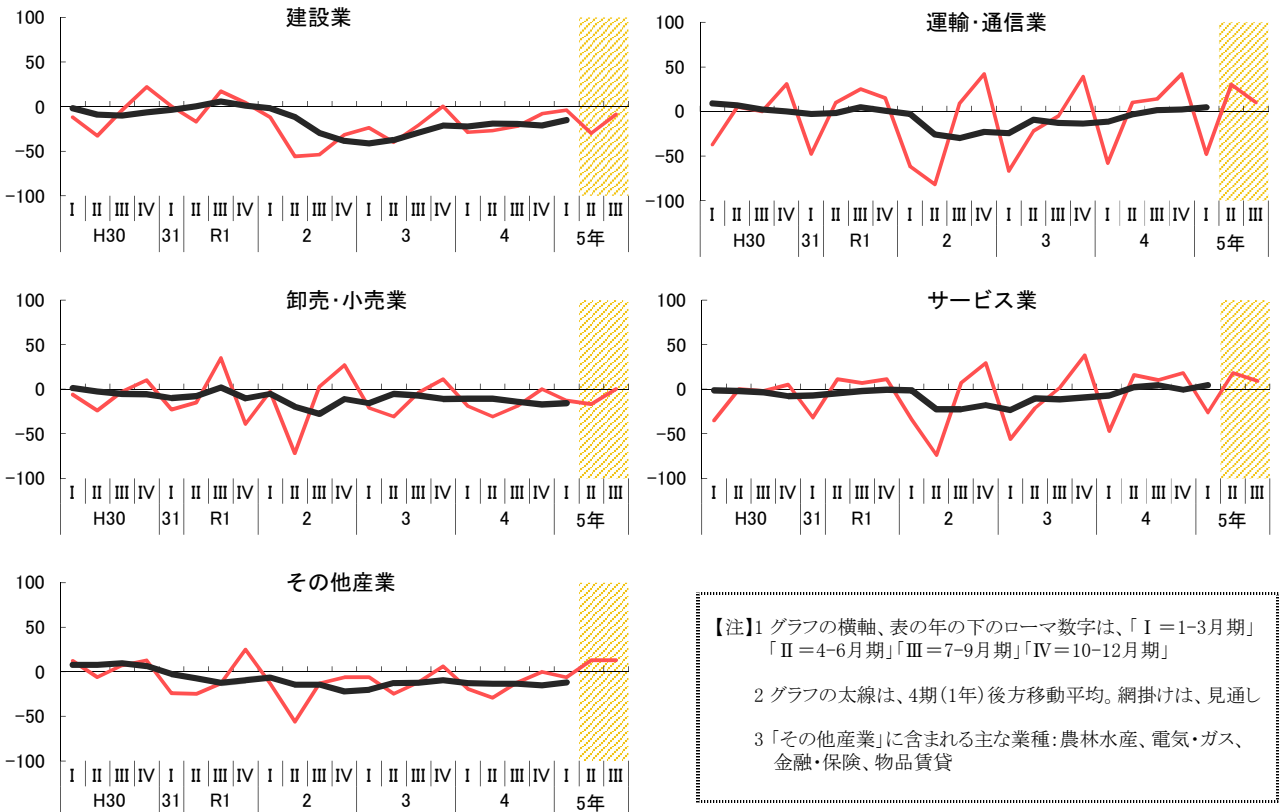 建設業
100
50
0
-50
-100
Ⅰ Ⅱ Ⅲ Ⅳ Ⅰ Ⅱ Ⅲ Ⅳ Ⅰ Ⅱ Ⅲ Ⅳ Ⅰ Ⅱ Ⅲ Ⅳ Ⅰ Ⅱ Ⅲ Ⅳ Ⅰ Ⅱ Ⅲ
H30 31 R1 2 3 4 5年
運輸・通信業
100
50
0
-50
-100
Ⅰ Ⅱ Ⅲ Ⅳ Ⅰ Ⅱ Ⅲ Ⅳ Ⅰ Ⅱ Ⅲ Ⅳ Ⅰ Ⅱ Ⅲ Ⅳ Ⅰ Ⅱ Ⅲ Ⅳ Ⅰ Ⅱ Ⅲ
H30 31 R1 2 3 4 5年
卸売・小売業
100
50
0
-50
-100
Ⅰ Ⅱ Ⅲ Ⅳ Ⅰ Ⅱ Ⅲ Ⅳ Ⅰ Ⅱ Ⅲ Ⅳ Ⅰ Ⅱ Ⅲ Ⅳ Ⅰ Ⅱ Ⅲ Ⅳ Ⅰ Ⅱ Ⅲ
H30 31 R1 2 3 4 5年
サービス業
100
50
0
-50
-100
Ⅰ Ⅱ Ⅲ Ⅳ Ⅰ Ⅱ Ⅲ Ⅳ Ⅰ Ⅱ Ⅲ Ⅳ Ⅰ Ⅱ Ⅲ Ⅳ Ⅰ Ⅱ Ⅲ Ⅳ Ⅰ Ⅱ Ⅲ
H30 31 R1 2 3 4 5年
その他産業
100
50
0
-50
-100
Ⅰ Ⅱ Ⅲ Ⅳ Ⅰ Ⅱ Ⅲ Ⅳ Ⅰ Ⅱ Ⅲ Ⅳ Ⅰ Ⅱ Ⅲ Ⅳ Ⅰ Ⅱ Ⅲ Ⅳ Ⅰ Ⅱ Ⅲ
H30 31 R1 2 3 4 5年
【注】1 グラフの横軸、表の年の下のローマ数字は、「Ⅰ=1-3月期」
「Ⅱ=4-6月期」「Ⅲ=7-9月期」「Ⅳ=10-12月期」
2 グラフの太線は、4期(1年)後方移動平均。網掛けは、見通し
3 「その他産業」に含まれる主な業種:農林水産、電気・ガス、
金融・保険、物品賃貸